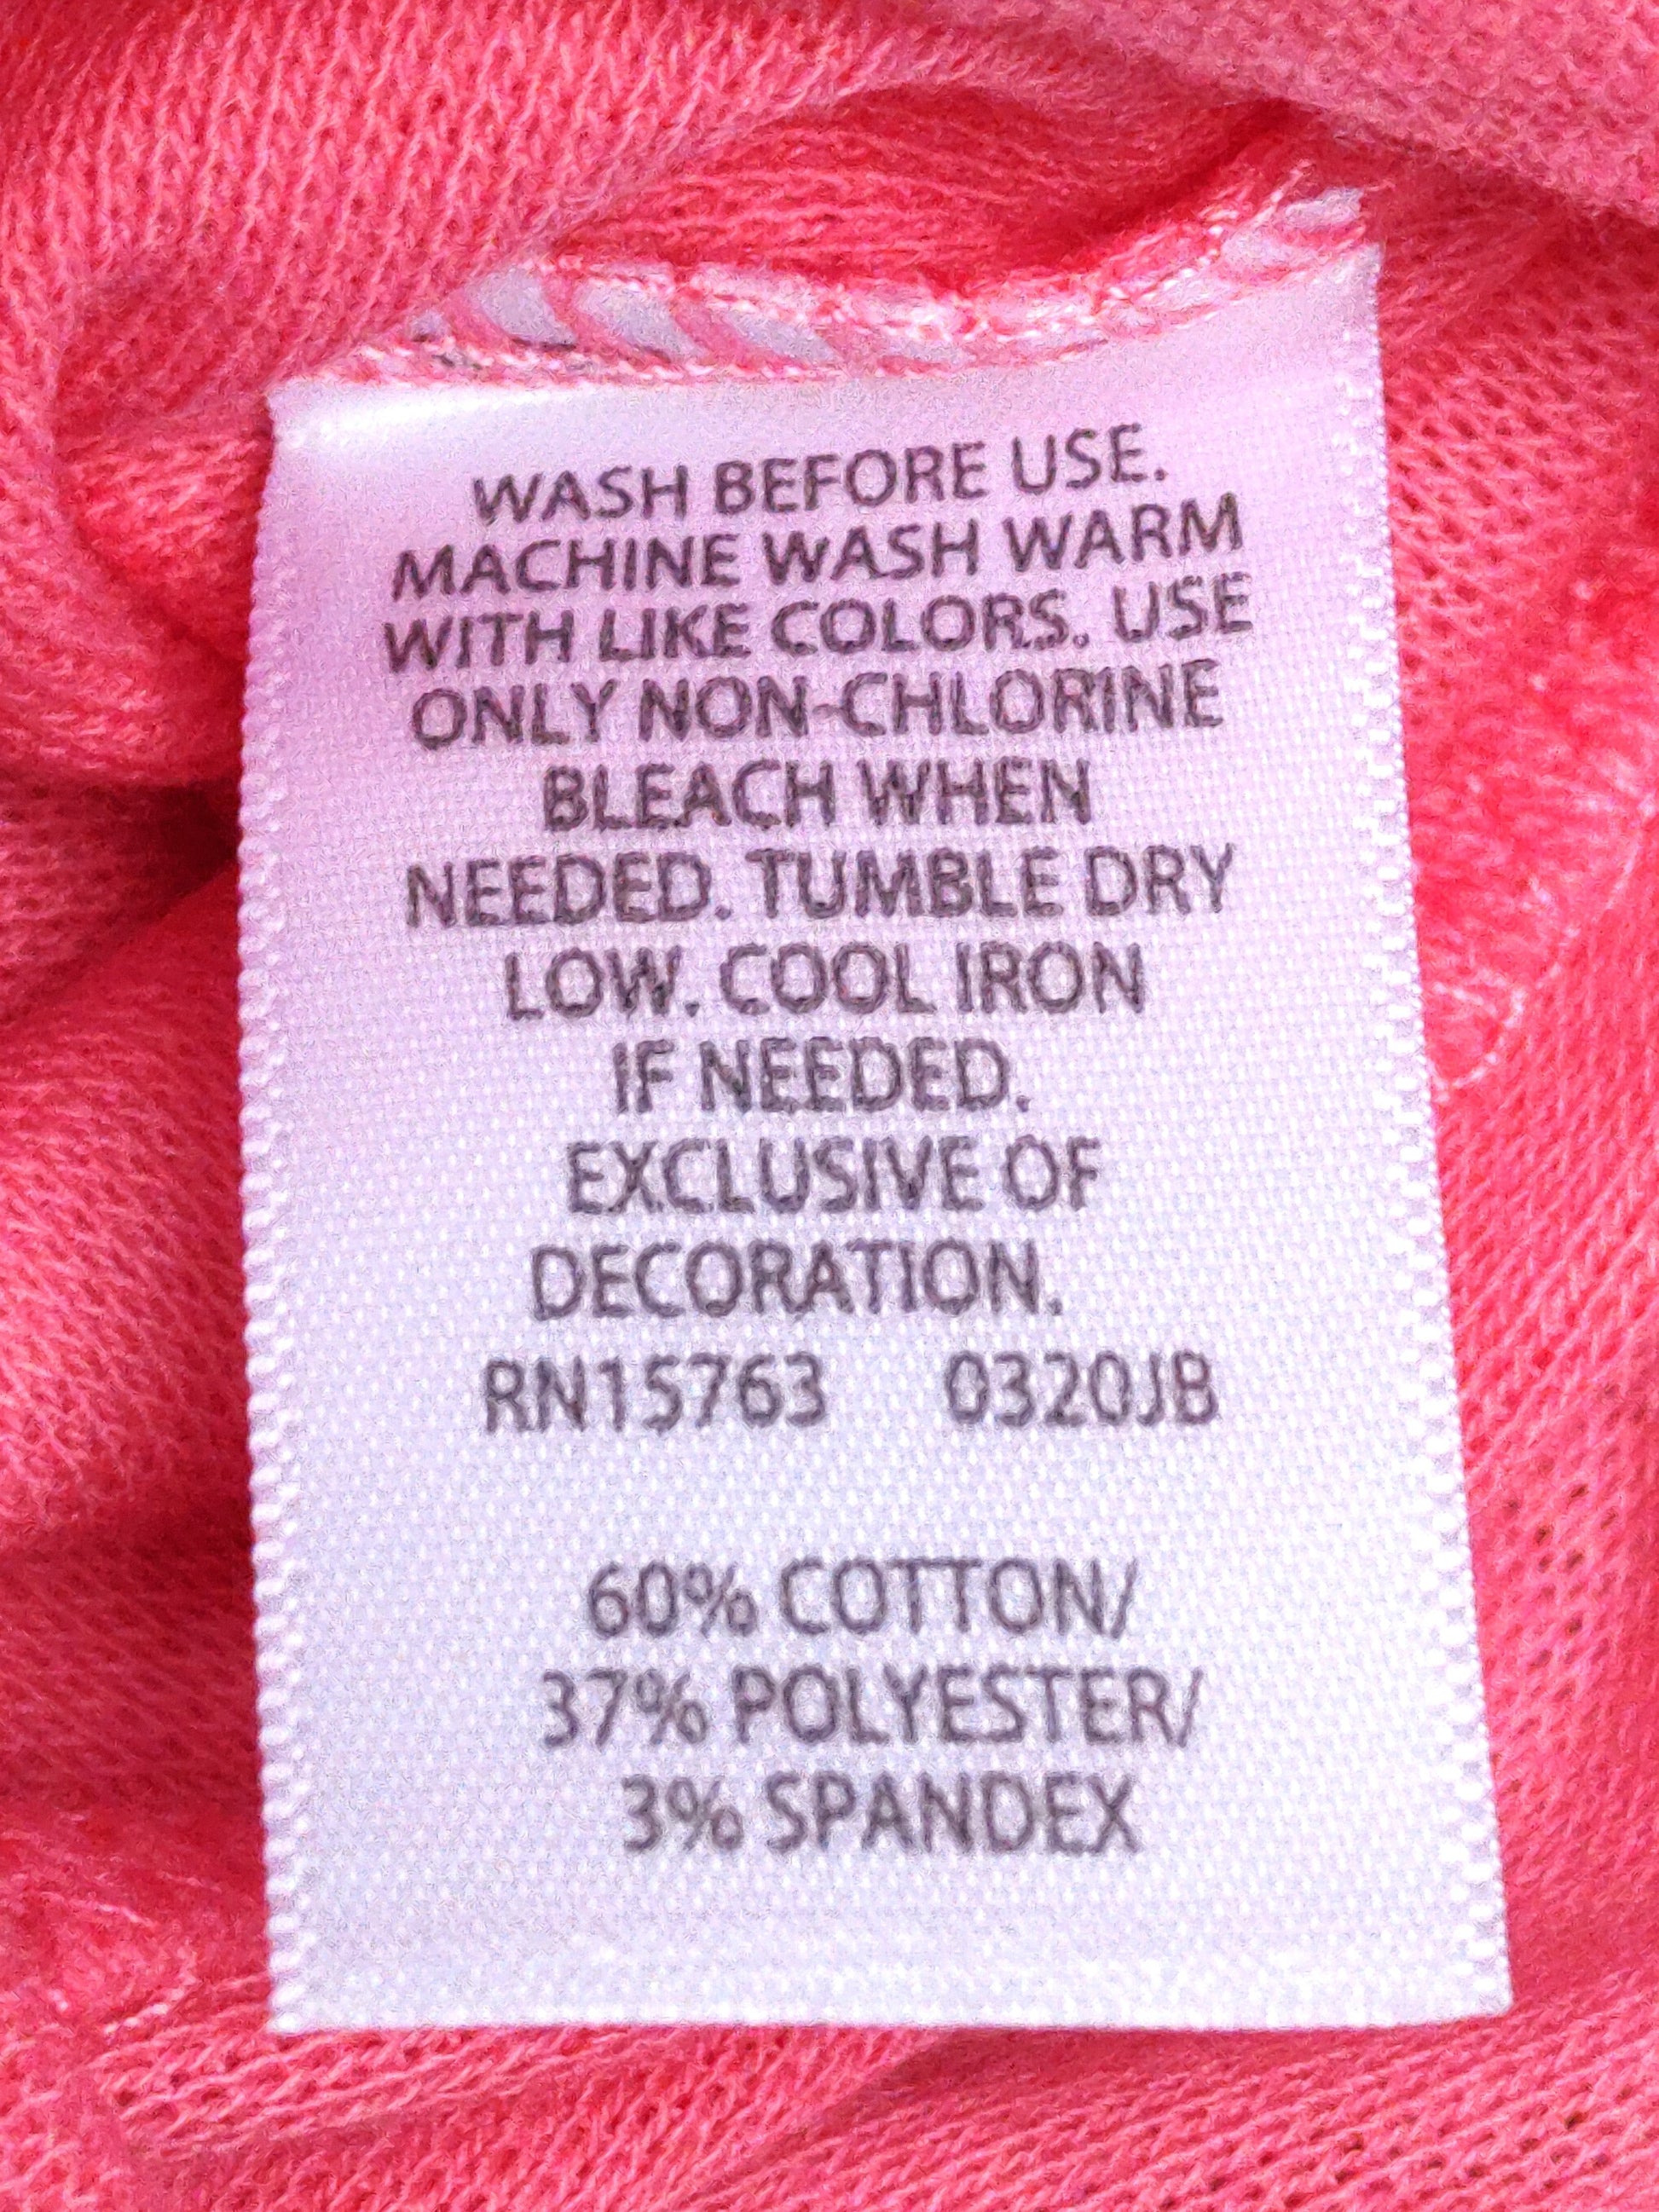 WASH BEFORE USE.
MACHINE WASH WARM
WITH LIKE COLORS. USE
ONLY NON-CHLORINE
BLEACH WHEN
NEEDED. TUMBLE DRY
LOW. COOL IRON
IF NEEDED.
EXCLUSIVE OF
DECORATION.
RN15763 0320JB
60% COTTON/
37% POLYESTER/
3% SPANDEX